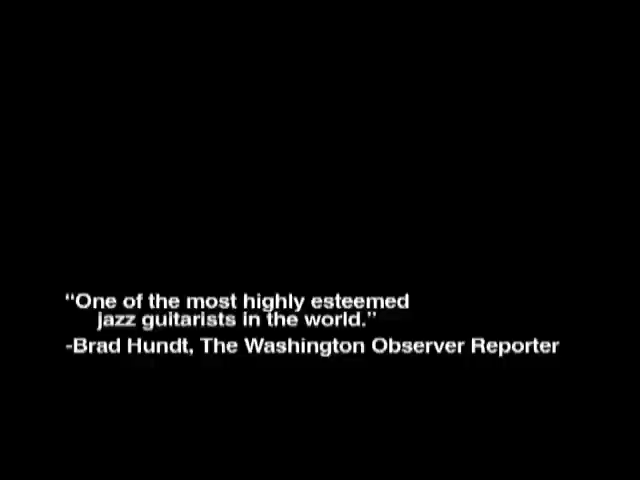 “One of the most highly esteemed
jazz guitarists in the world.”
-Brad Hundt, The Washington Observer Reporter